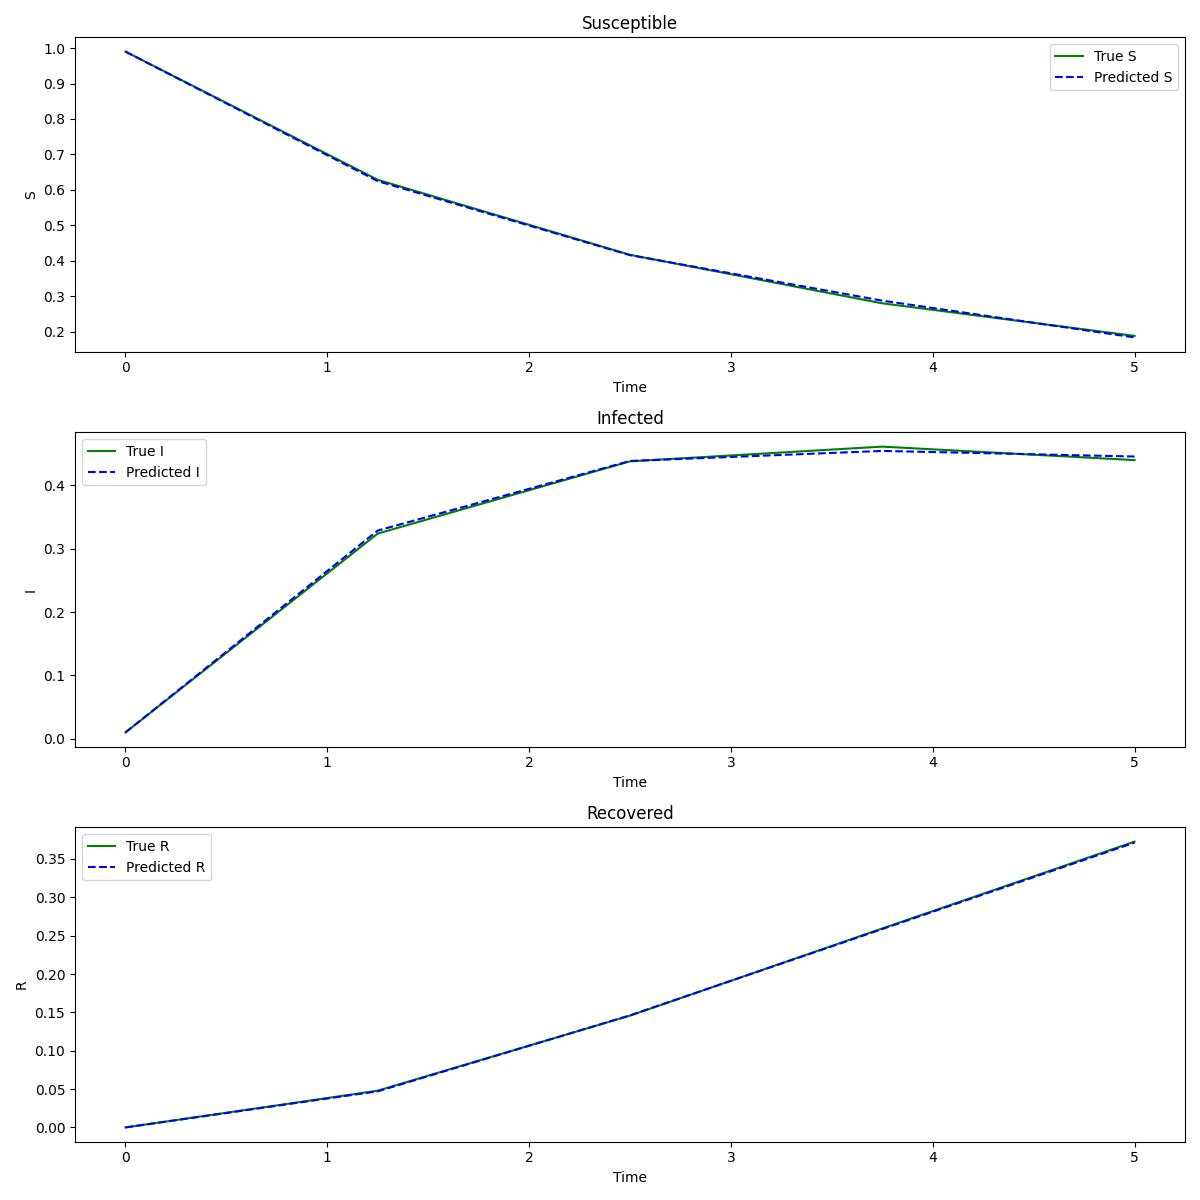 Susceptible
True S
Predicted S
1.0
0.9
0.8
0.7
0.6
0.5
0.4
0.3
0.2
S
0 1 2 3 4 5
Time
Infected
True I
Predicted I
0.4
0.3
0.2
0.1
0.0
I
0 1 2 3 4 5
Time
Recovered
True R
Predicted R
0.35
0.30
0.25
0.20
0.15
0.10
0.05
0.00
R
0 1 2 3 4 5
Time